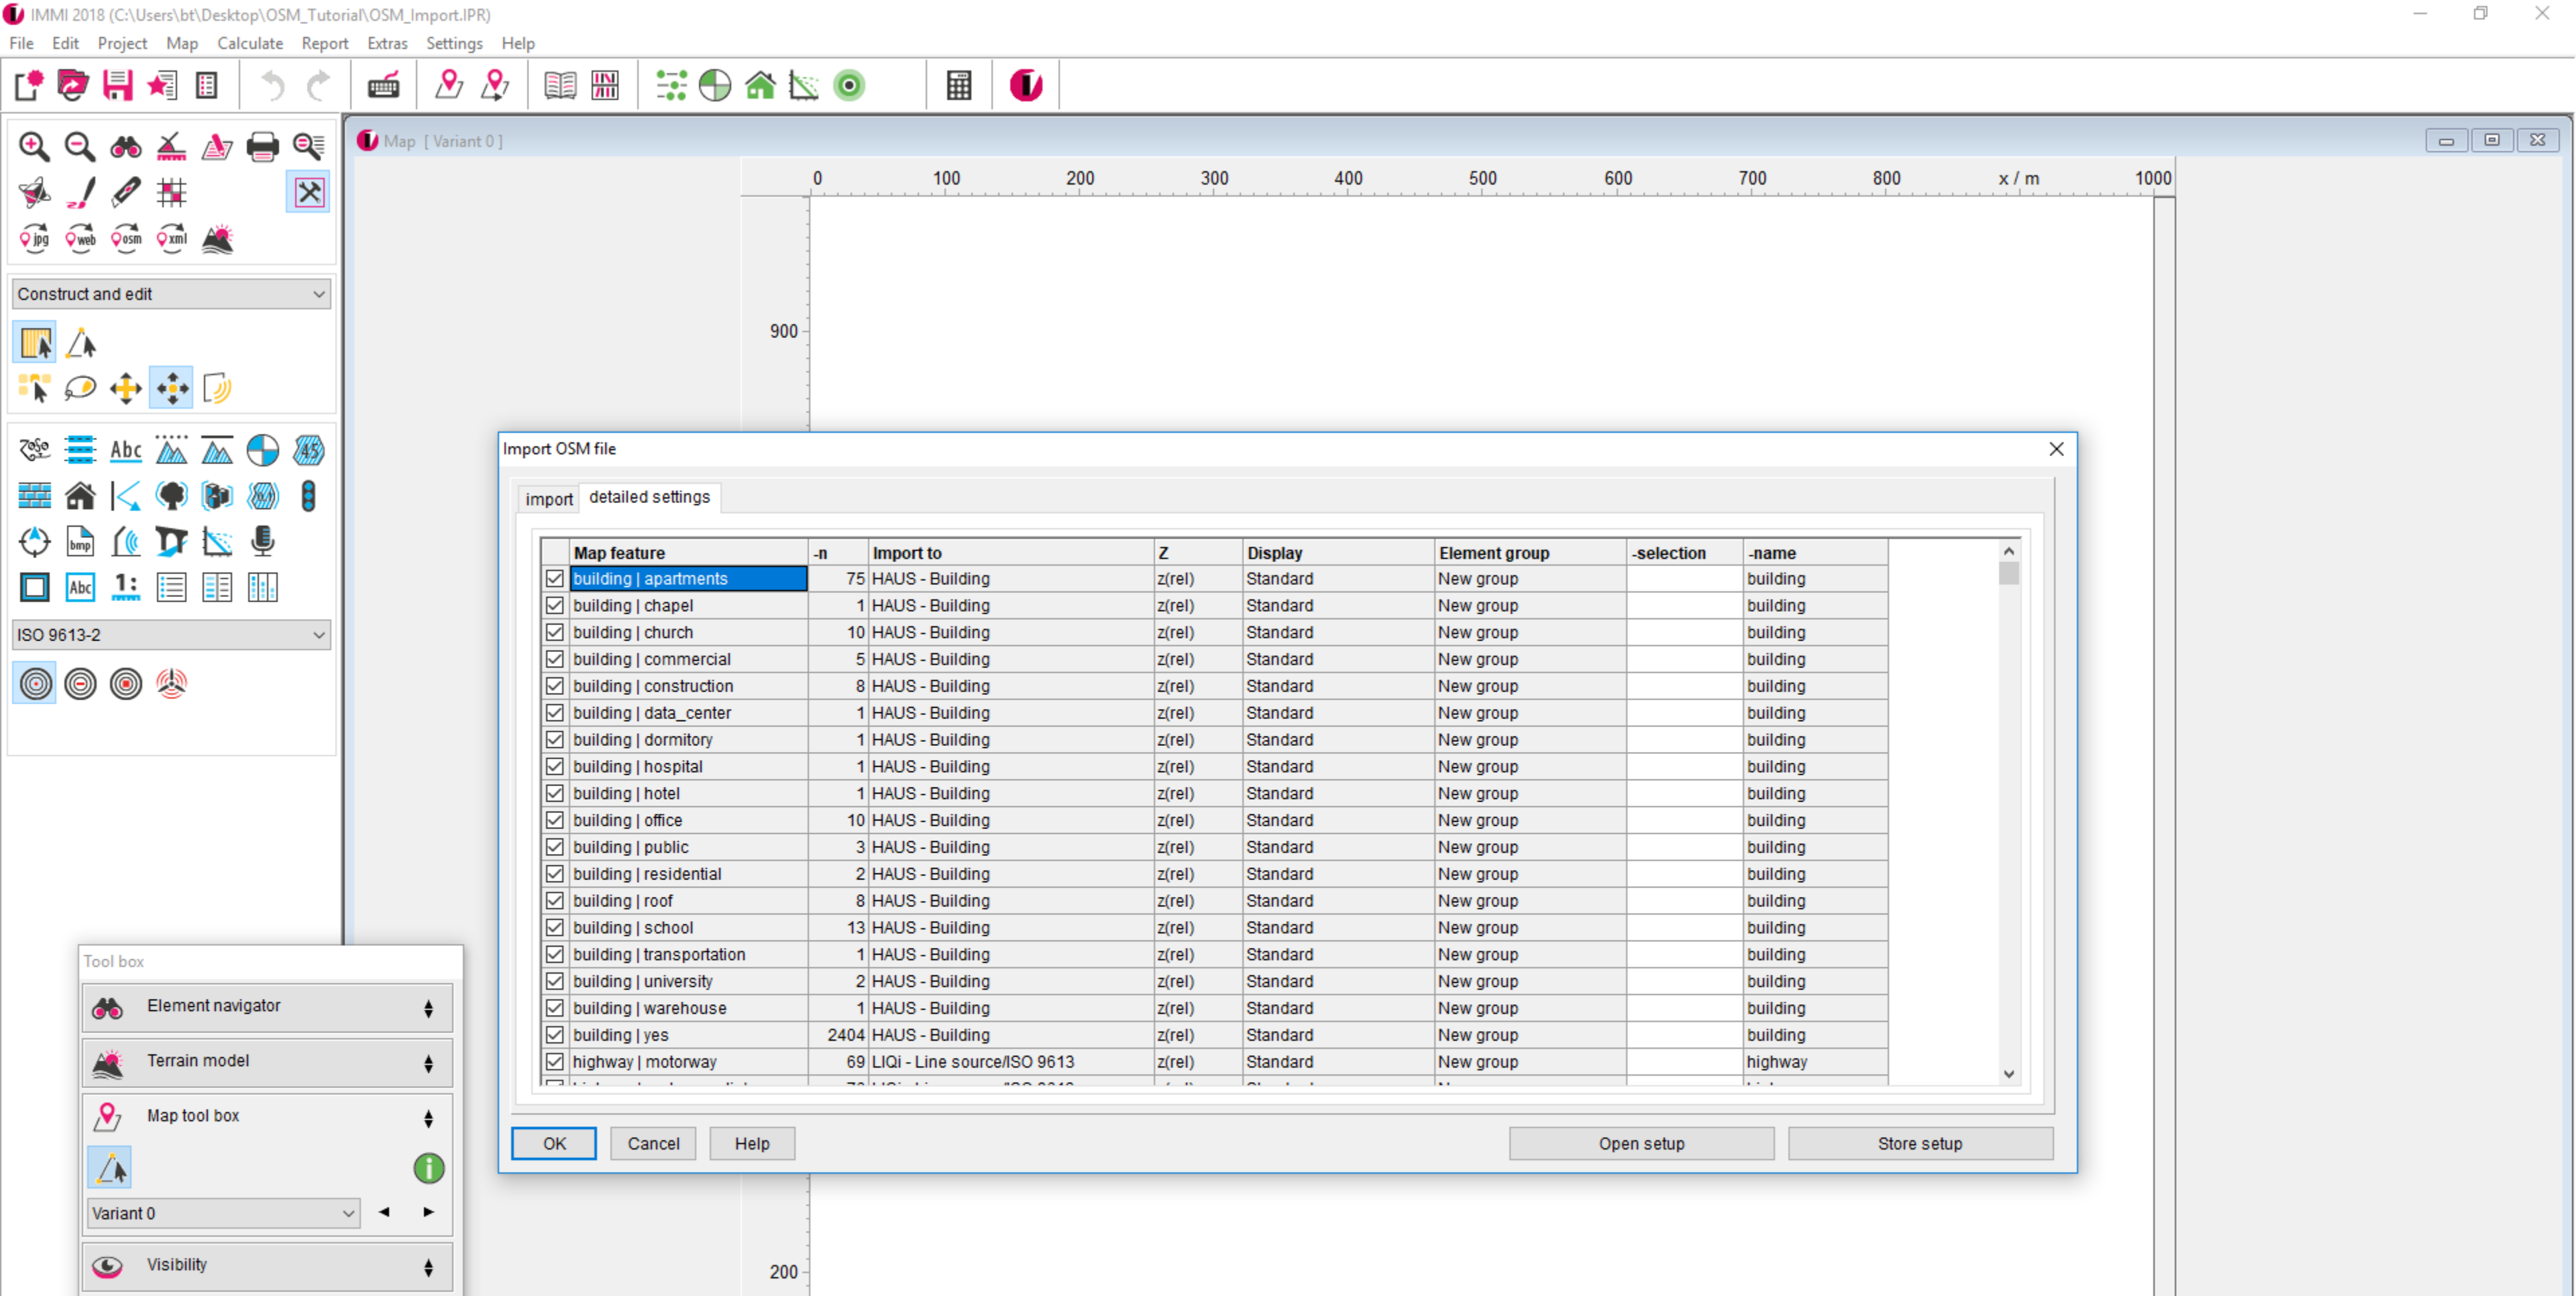 IMMI 2018 (C:\Users\bt\Desktop\OSM_Tutorial\OSM_Import.IPR)
File Edit Project Map Calculate Report Extras Settings Help
Map [ Variant 0 ]
0 100 200 300 400 500 600 700 800 x / m 1000
jpg web osm xml
Construct and edit
900
Abc 45
bmp
Abc 1:
ISO 9613-2
Import OSM file
import detailed settings
Map feature -n Import to Z Display Element group -selection -name
building | apartments 75 HAUS - Building z(rel) Standard New group building
building | chapel 1 HAUS - Building z(rel) Standard New group building
building | church 10 HAUS - Building z(rel) Standard New group building
building | commercial 5 HAUS - Building z(rel) Standard New group building
building | construction 8 HAUS - Building z(rel) Standard New group building
building | data_center 1 HAUS - Building z(rel) Standard New group building
building | dormitory 1 HAUS - Building z(rel) Standard New group building
building | hospital 1 HAUS - Building z(rel) Standard New group building
building | hotel 1 HAUS - Building z(rel) Standard New group building
building | office 10 HAUS - Building z(rel) Standard New group building
building | public 3 HAUS - Building z(rel) Standard New group building
building | residential 2 HAUS - Building z(rel) Standard New group building
building | roof 8 HAUS - Building z(rel) Standard New group building
building | school 13 HAUS - Building z(rel) Standard New group building
building | transportation 1 HAUS - Building z(rel) Standard New group building
building | university 2 HAUS - Building z(rel) Standard New group building
building | warehouse 1 HAUS - Building z(rel) Standard New group building
building | yes 2404 HAUS - Building z(rel) Standard New group building
highway | motorway 69 LIQi - Line source/ISO 9613 z(rel) Standard New group highway
OK Cancel Help Open setup Store setup
Tool box
Element navigator
Terrain model
Map tool box
Variant 0
Visibility
200